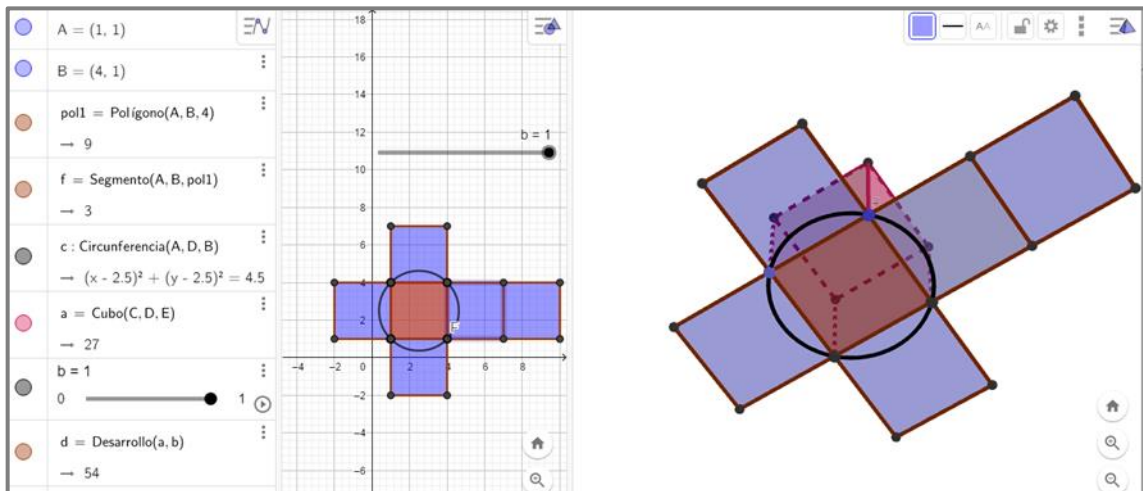 A = (1, 1)
B = (4, 1)
pol1 = Polígono(A, B, 4)
→ 9
f = Segmento(A, B, pol1)
→ 3
c : Circunferencia(A, D, B)
→ (x - 2.5)² + (y - 2.5)² = 4.5
a = Cubo(C, D, E)
→ 27
b = 1
0 1
d = Desarrollo(a, b)
→ 54
18
16
14
12
b = 1
10
8
6
4
2
F
−4 −2 0 2 4 6 8
−2
−4
−6
AA